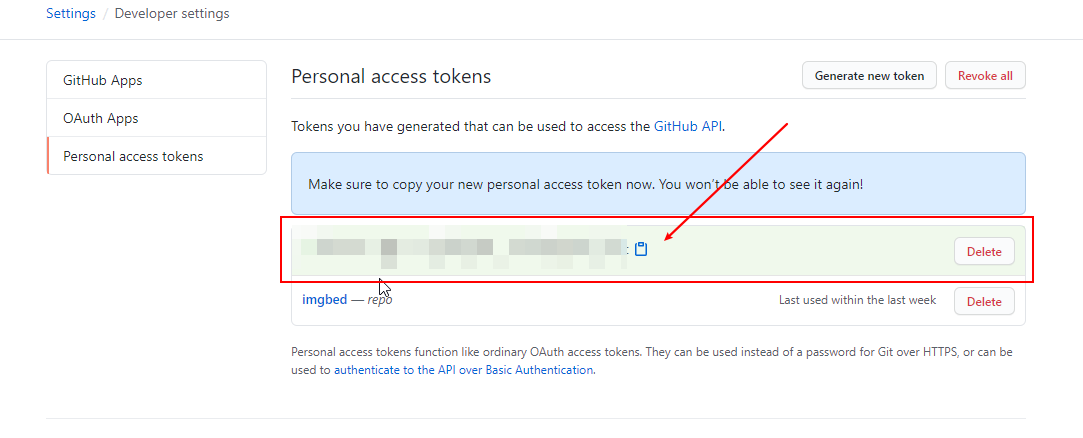 Settings / Developer settings
GitHub Apps
OAuth Apps
Personal access tokens
Personal access tokens
Generate new token
Revoke all
Tokens you have generated that can be used to access the GitHub API.
Make sure to copy your new personal access token now. You won't be able to see it again!
Delete
imgbed — repo
Last used within the last week
Delete
Personal access tokens function like ordinary OAuth access tokens. They can be used instead of a password for Git over HTTPS, or can be
used to authenticate to the API over Basic Authentication.